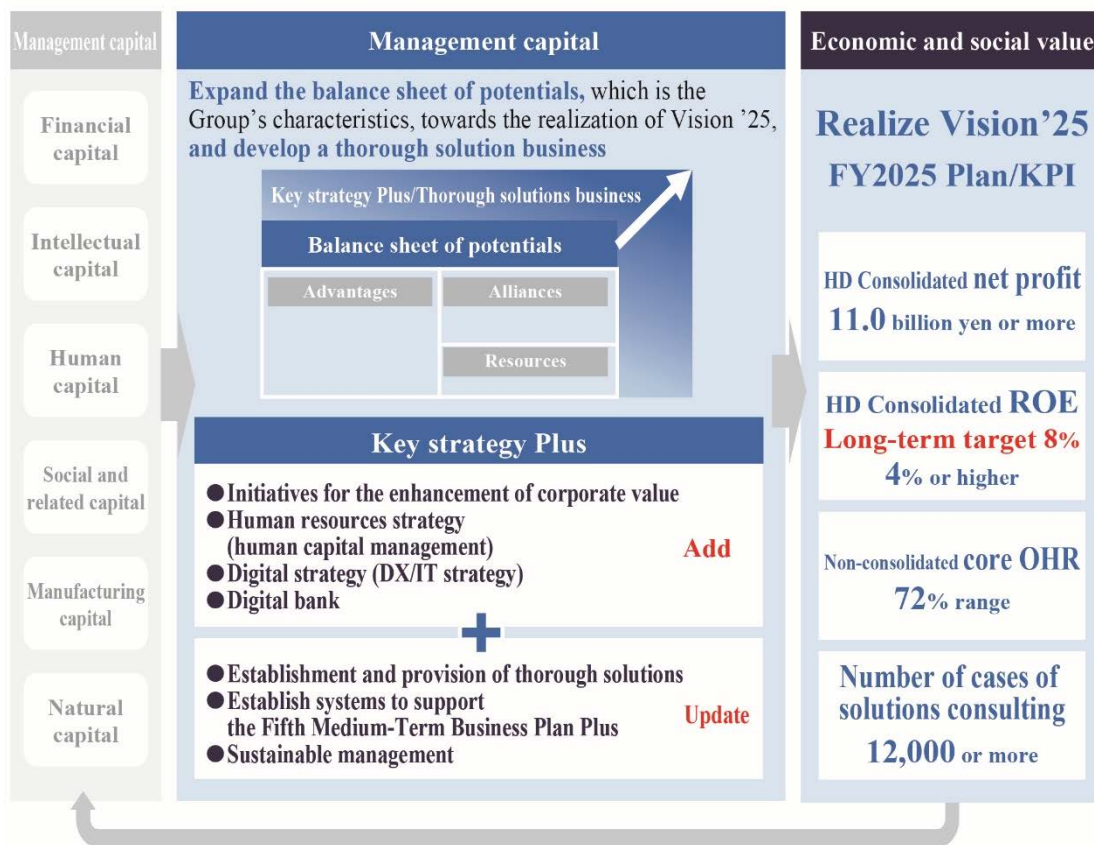 Management capital
Financial
capital
Intellectual
capital
Human
capital
Social and
related capital
Manufacturing
capital
Natural
capital
Management capital
Expand the balance sheet of potentials, which is the
Group's characteristics, towards the realization of Vision '25,
and develop a thorough solution business
Key strategy Plus/Thorough solutions business
Balance sheet of potentials
Advantages
Alliances
Resources
Key strategy Plus
●Initiatives for the enhancement of corporate value
●Human resources strategy
(human capital management)
Add
●Digital strategy (DX/IT strategy)
●Digital bank
●Establishment and provision of thorough solutions
●Establish systems to support
the Fifth Medium-Term Business Plan Plus
Update
●Sustainable management
Economic and social value
Realize Vision'25
FY2025 Plan/KPI
HD Consolidated net profit
11.0 billion yen or more
HD Consolidated ROE
Long-term target 8%
4% or higher
Non-consolidated core OHR
72% range
Number of cases of
solutions consulting
12,000 or more